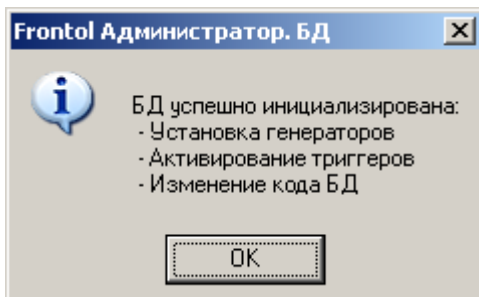 Frontol Администратор. БД
БД успешно инициализирована:
- Установка генераторов
- Активирование триггеров
- Изменение кода БД
OK